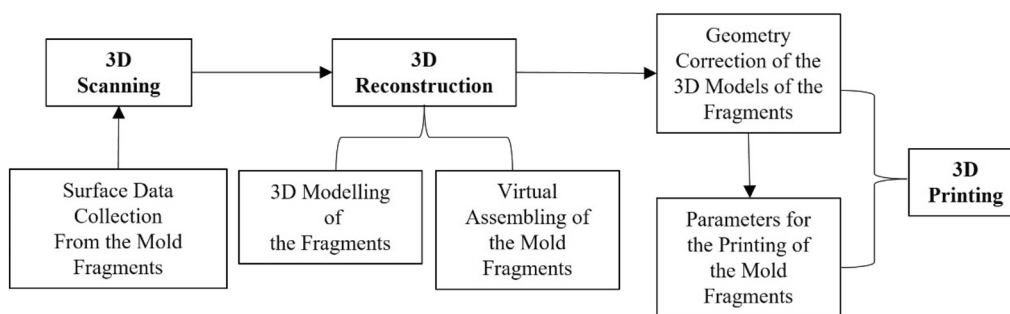 3D
Scanning
3D
Reconstruction
Geometry
Correction of the
3D Models of the
Fragments
Surface Data
Collection
From the Mold
Fragments
3D Modelling
of
the Fragments
Virtual
Assembling of
the Mold
Fragments
Parameters for
the Printing of
the Mold
Fragments
3D
Printing